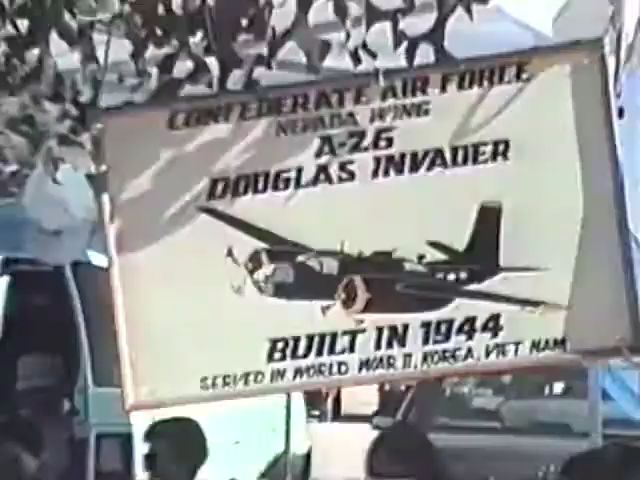 CONFEDERATE AIR FORCE
NEVADA WING
A-26
DOUGLAS INVADER
BUILT IN 1944
SERVED IN WORLD WAR II, KOREA, VIET NAM